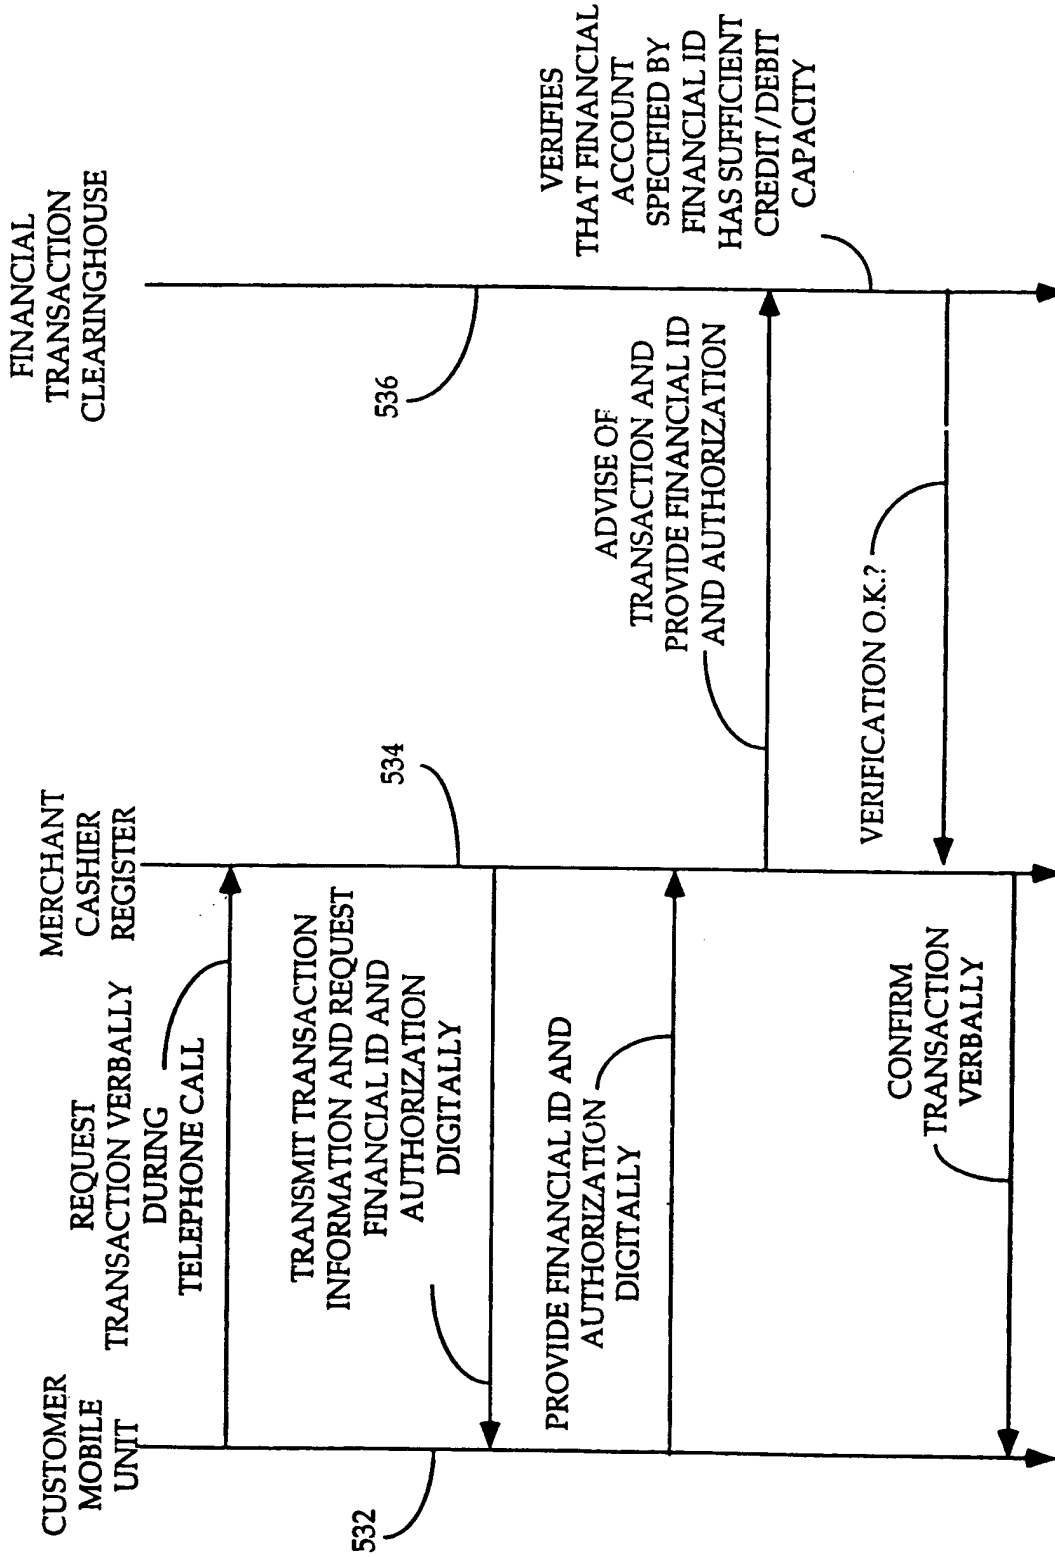 CUSTOMER
MOBILE
UNIT
REQUEST
TRANSACTION VERBALLY
DURING
TELEPHONE CALL
MERCHANT
CASHIER
REGISTER
FINANCIAL
TRANSACTION
CLEARINGHOUSE
532
534
536
TRANSMIT TRANSACTION
INFORMATION AND REQUEST
FINANCIAL ID AND
AUTHORIZATION
DIGITALLY
PROVIDE FINANCIAL ID AND
AUTHORIZATION
DIGITALLY
ADVISE OF
TRANSACTION AND
PROVIDE FINANCIAL ID
AND AUTHORIZATION
VERIFIES
THAT FINANCIAL
ACCOUNT
SPECIFIED BY
FINANCIAL ID
HAS SUFFICIENT
CREDIT/DEBIT
CAPACITY
VERIFICATION O.K.?
CONFIRM
TRANSACTION
VERBALLY